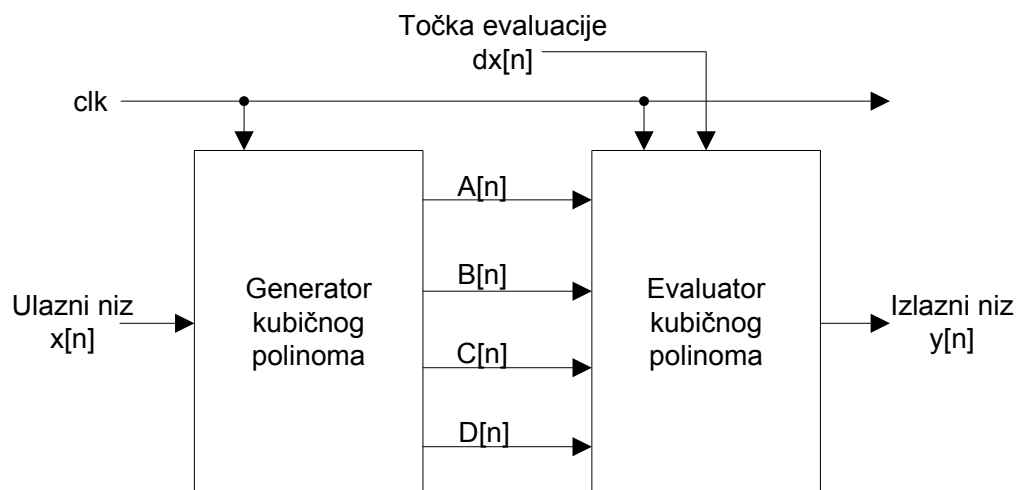 Točka evaluacije
dx[n]
clk
A[n]
B[n]
C[n]
D[n]
Ulazni niz
x[n]
Generator
kubičnog
polinoma
Evaluator
kubičnog
polinoma
Izlazni niz
y[n]